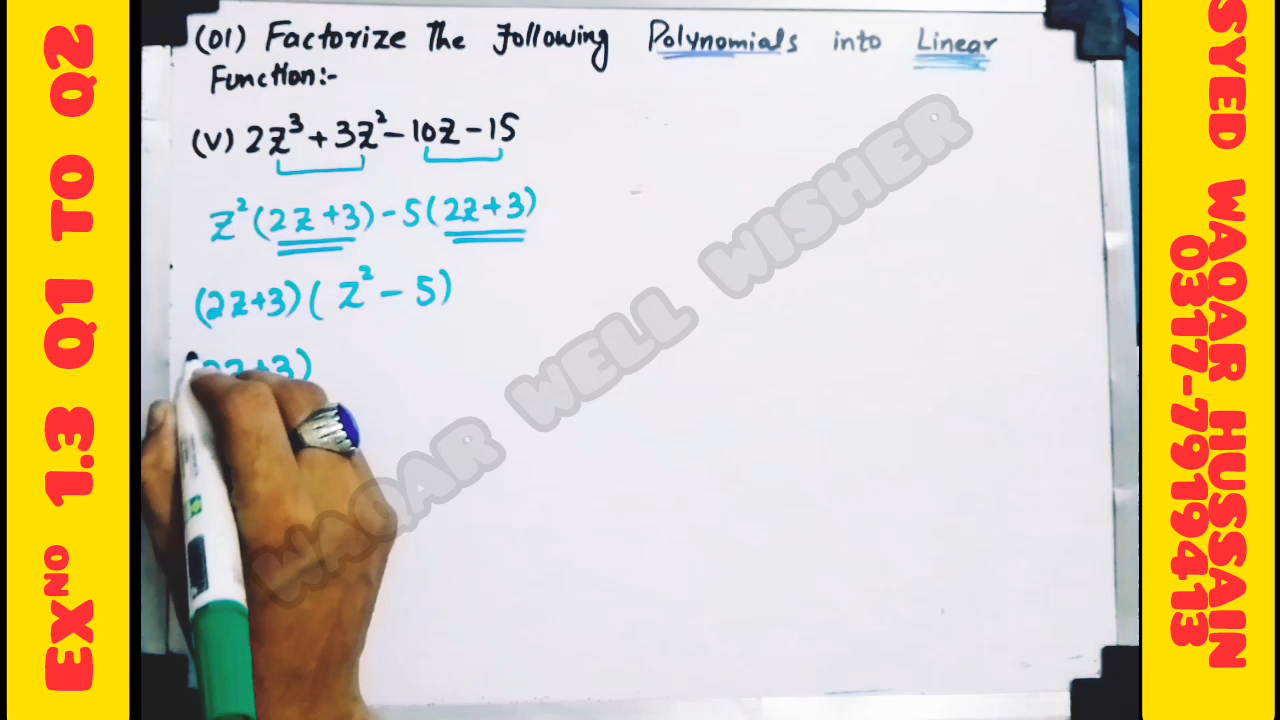 (01) Factorize The Following Polynomials into Linear
Function:-
(V) 2z³ + 3z² - 10z - 15
z²(2z+3) - 5(2z+3)
(2z+3)(z² - 5)
(2z+3)
WAQAR WELL WISHER
EXᴺᴼ 1.3 Q1 TO Q2
SYED WAQAR HUSSAIN
0317-7919413